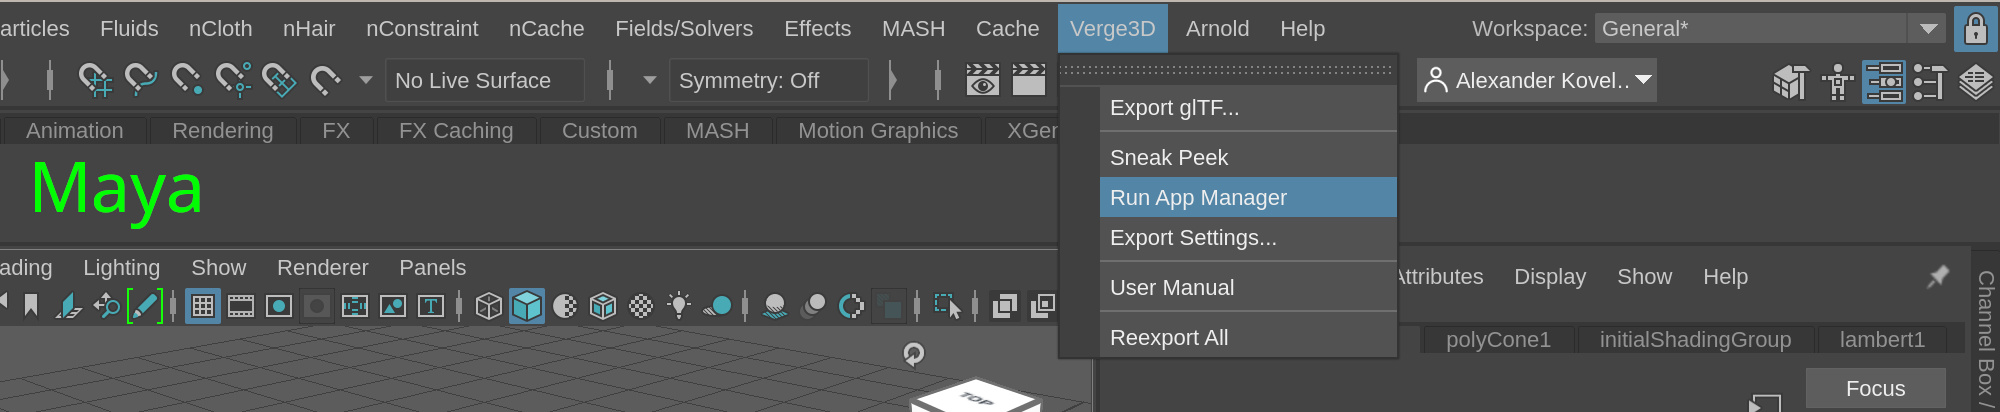 articles Fluids nCloth nHair nConstraint nCache Fields/Solvers Effects MASH Cache Verge3D Arnold Help Workspace: General*
No Live Surface Symmetry: Off Alexander Kovel..
Export glTF...
Animation Rendering FX FX Caching Custom MASH Motion Graphics XGer
Sneak Peek
Maya
Run App Manager
Export Settings...
ading Lighting Show Renderer Panels
Attributes Display Show Help
User Manual
T
Reexport All
polyCone1 initialShadingGroup lambert1
Focus
TOP
Channel Box /